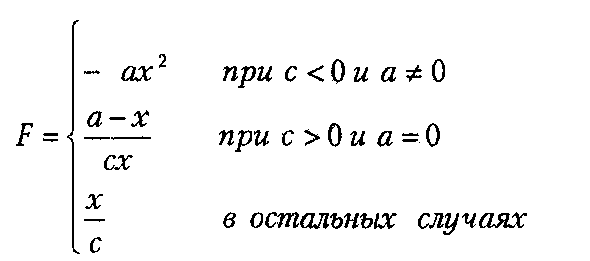 F = { − ax² при c < 0 и a ≠ 0
(a − x)/(cx) при c > 0 и a = 0
x/c в остальных случаях